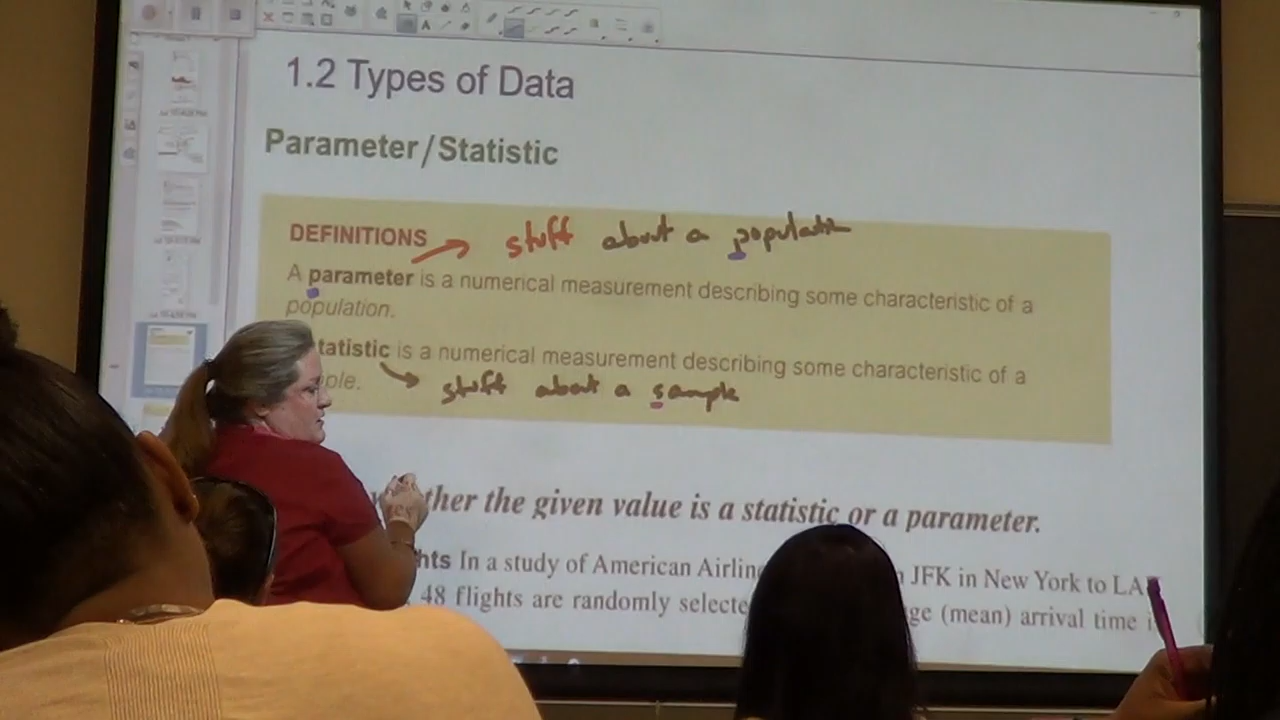 1.2 Types of Data
Parameter/Statistic
DEFINITIONS → stuff about a population
A parameter is a numerical measurement describing some characteristic of a
population.
tatistic is a numerical measurement describing some characteristic of a
ple. → stuff about a sample
ther the given value is a statistic or a parameter.
hts In a study of American Airlin JFK in New York to LA
48 flights are randomly selecte ge (mean) arrival time i